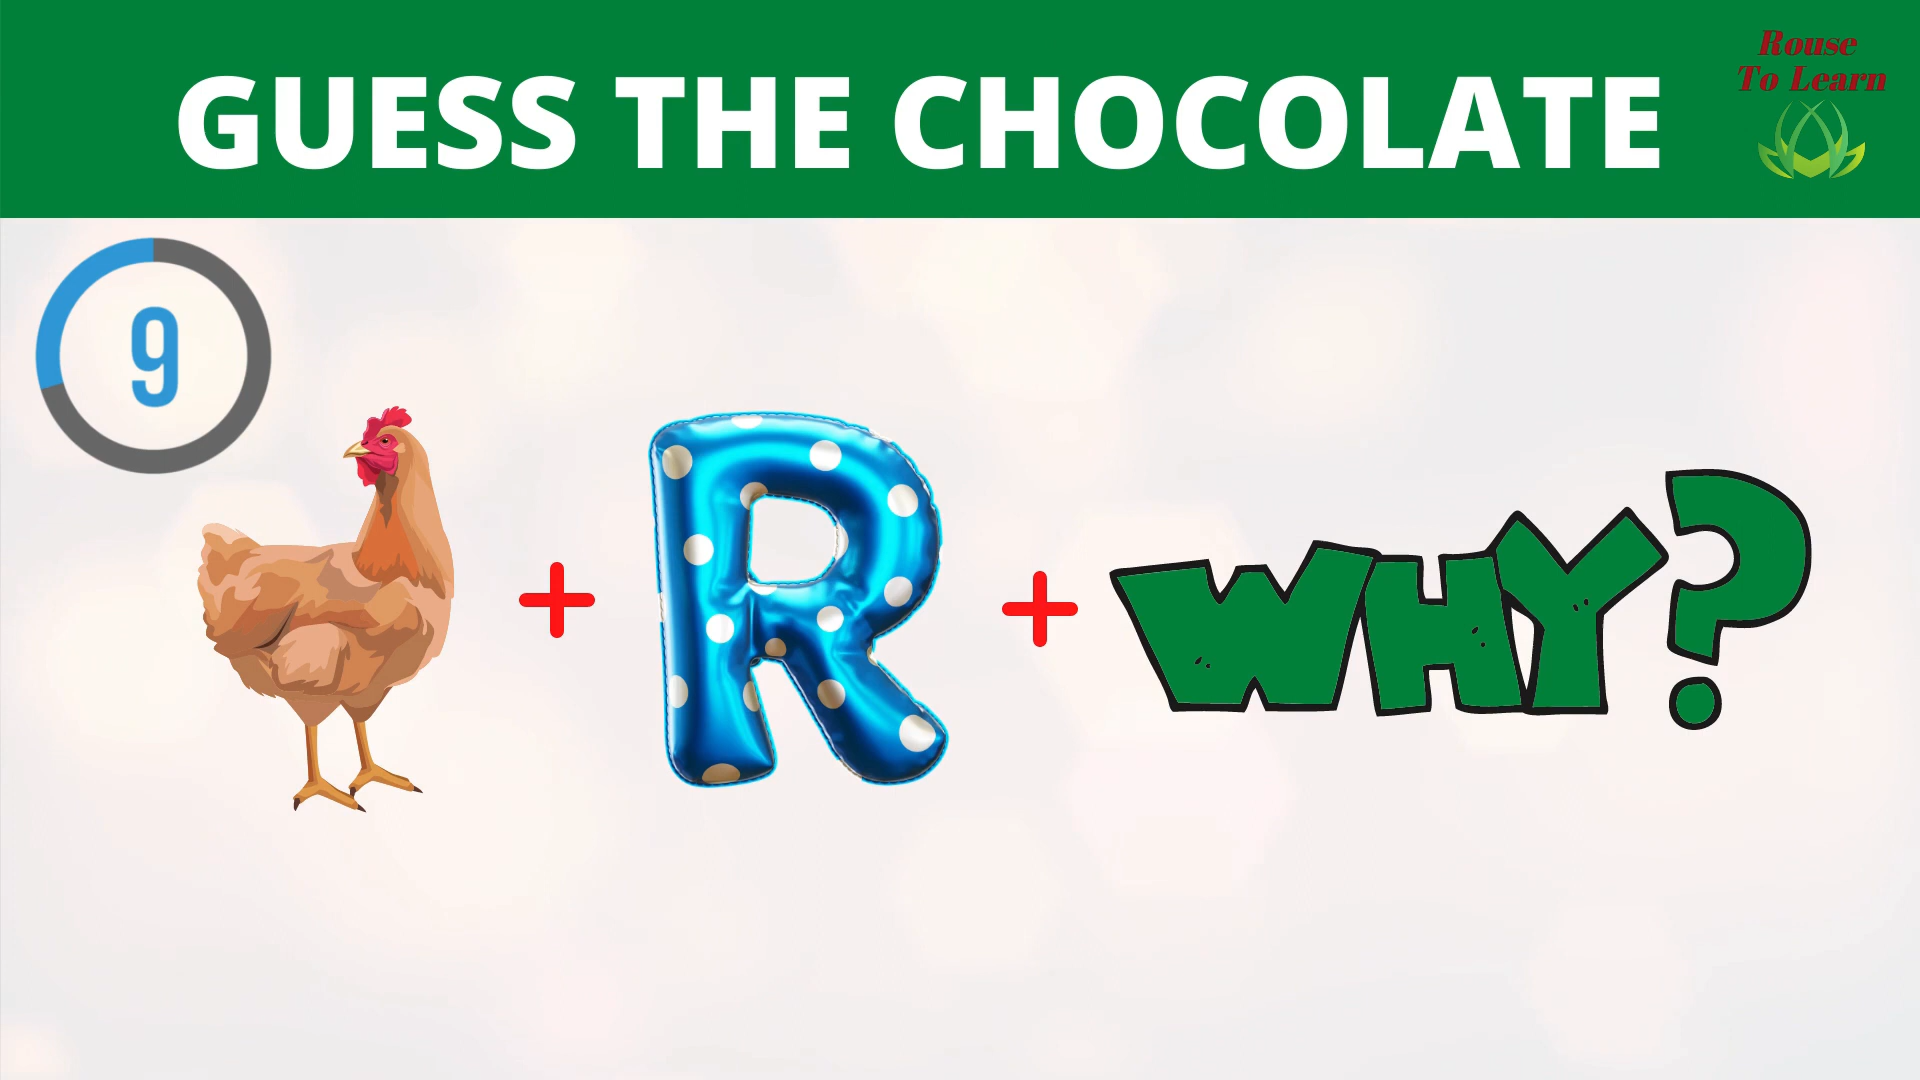 GUESS THE CHOCOLATE
Rouse
To Learn
9
+ R + WHY?